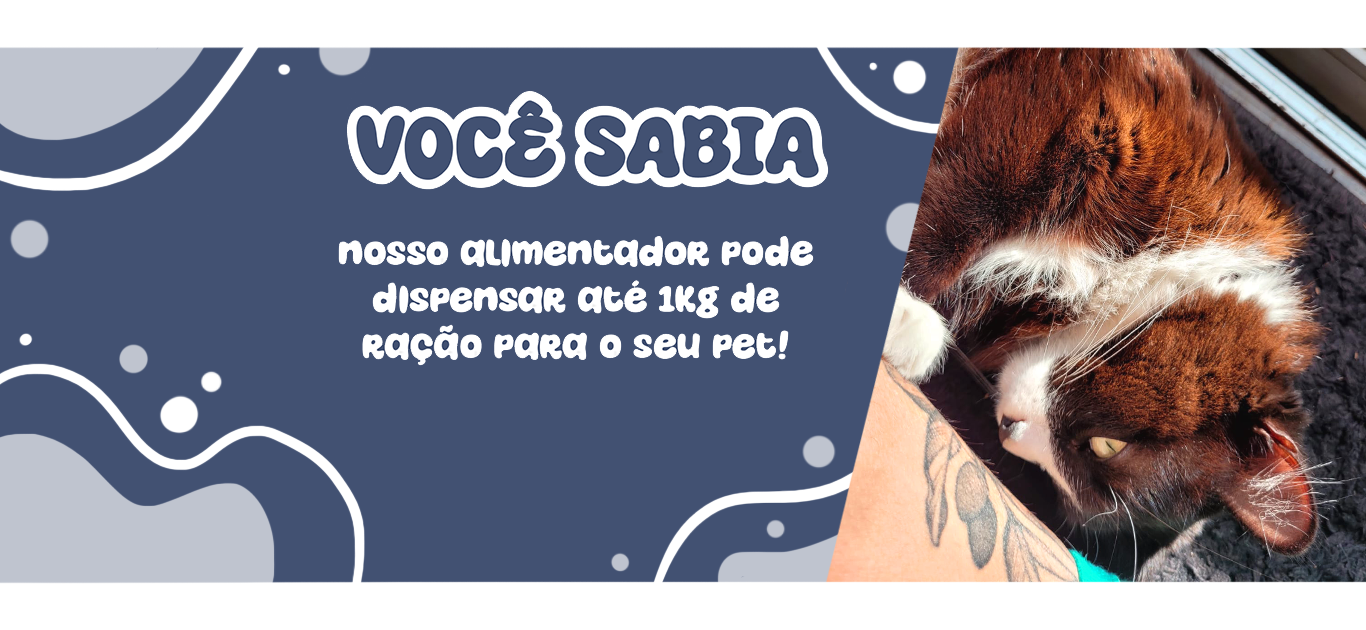 VOCÊ SABIA
nosso alimentador pode
dispensar até 1kg de
ração para o seu pet!